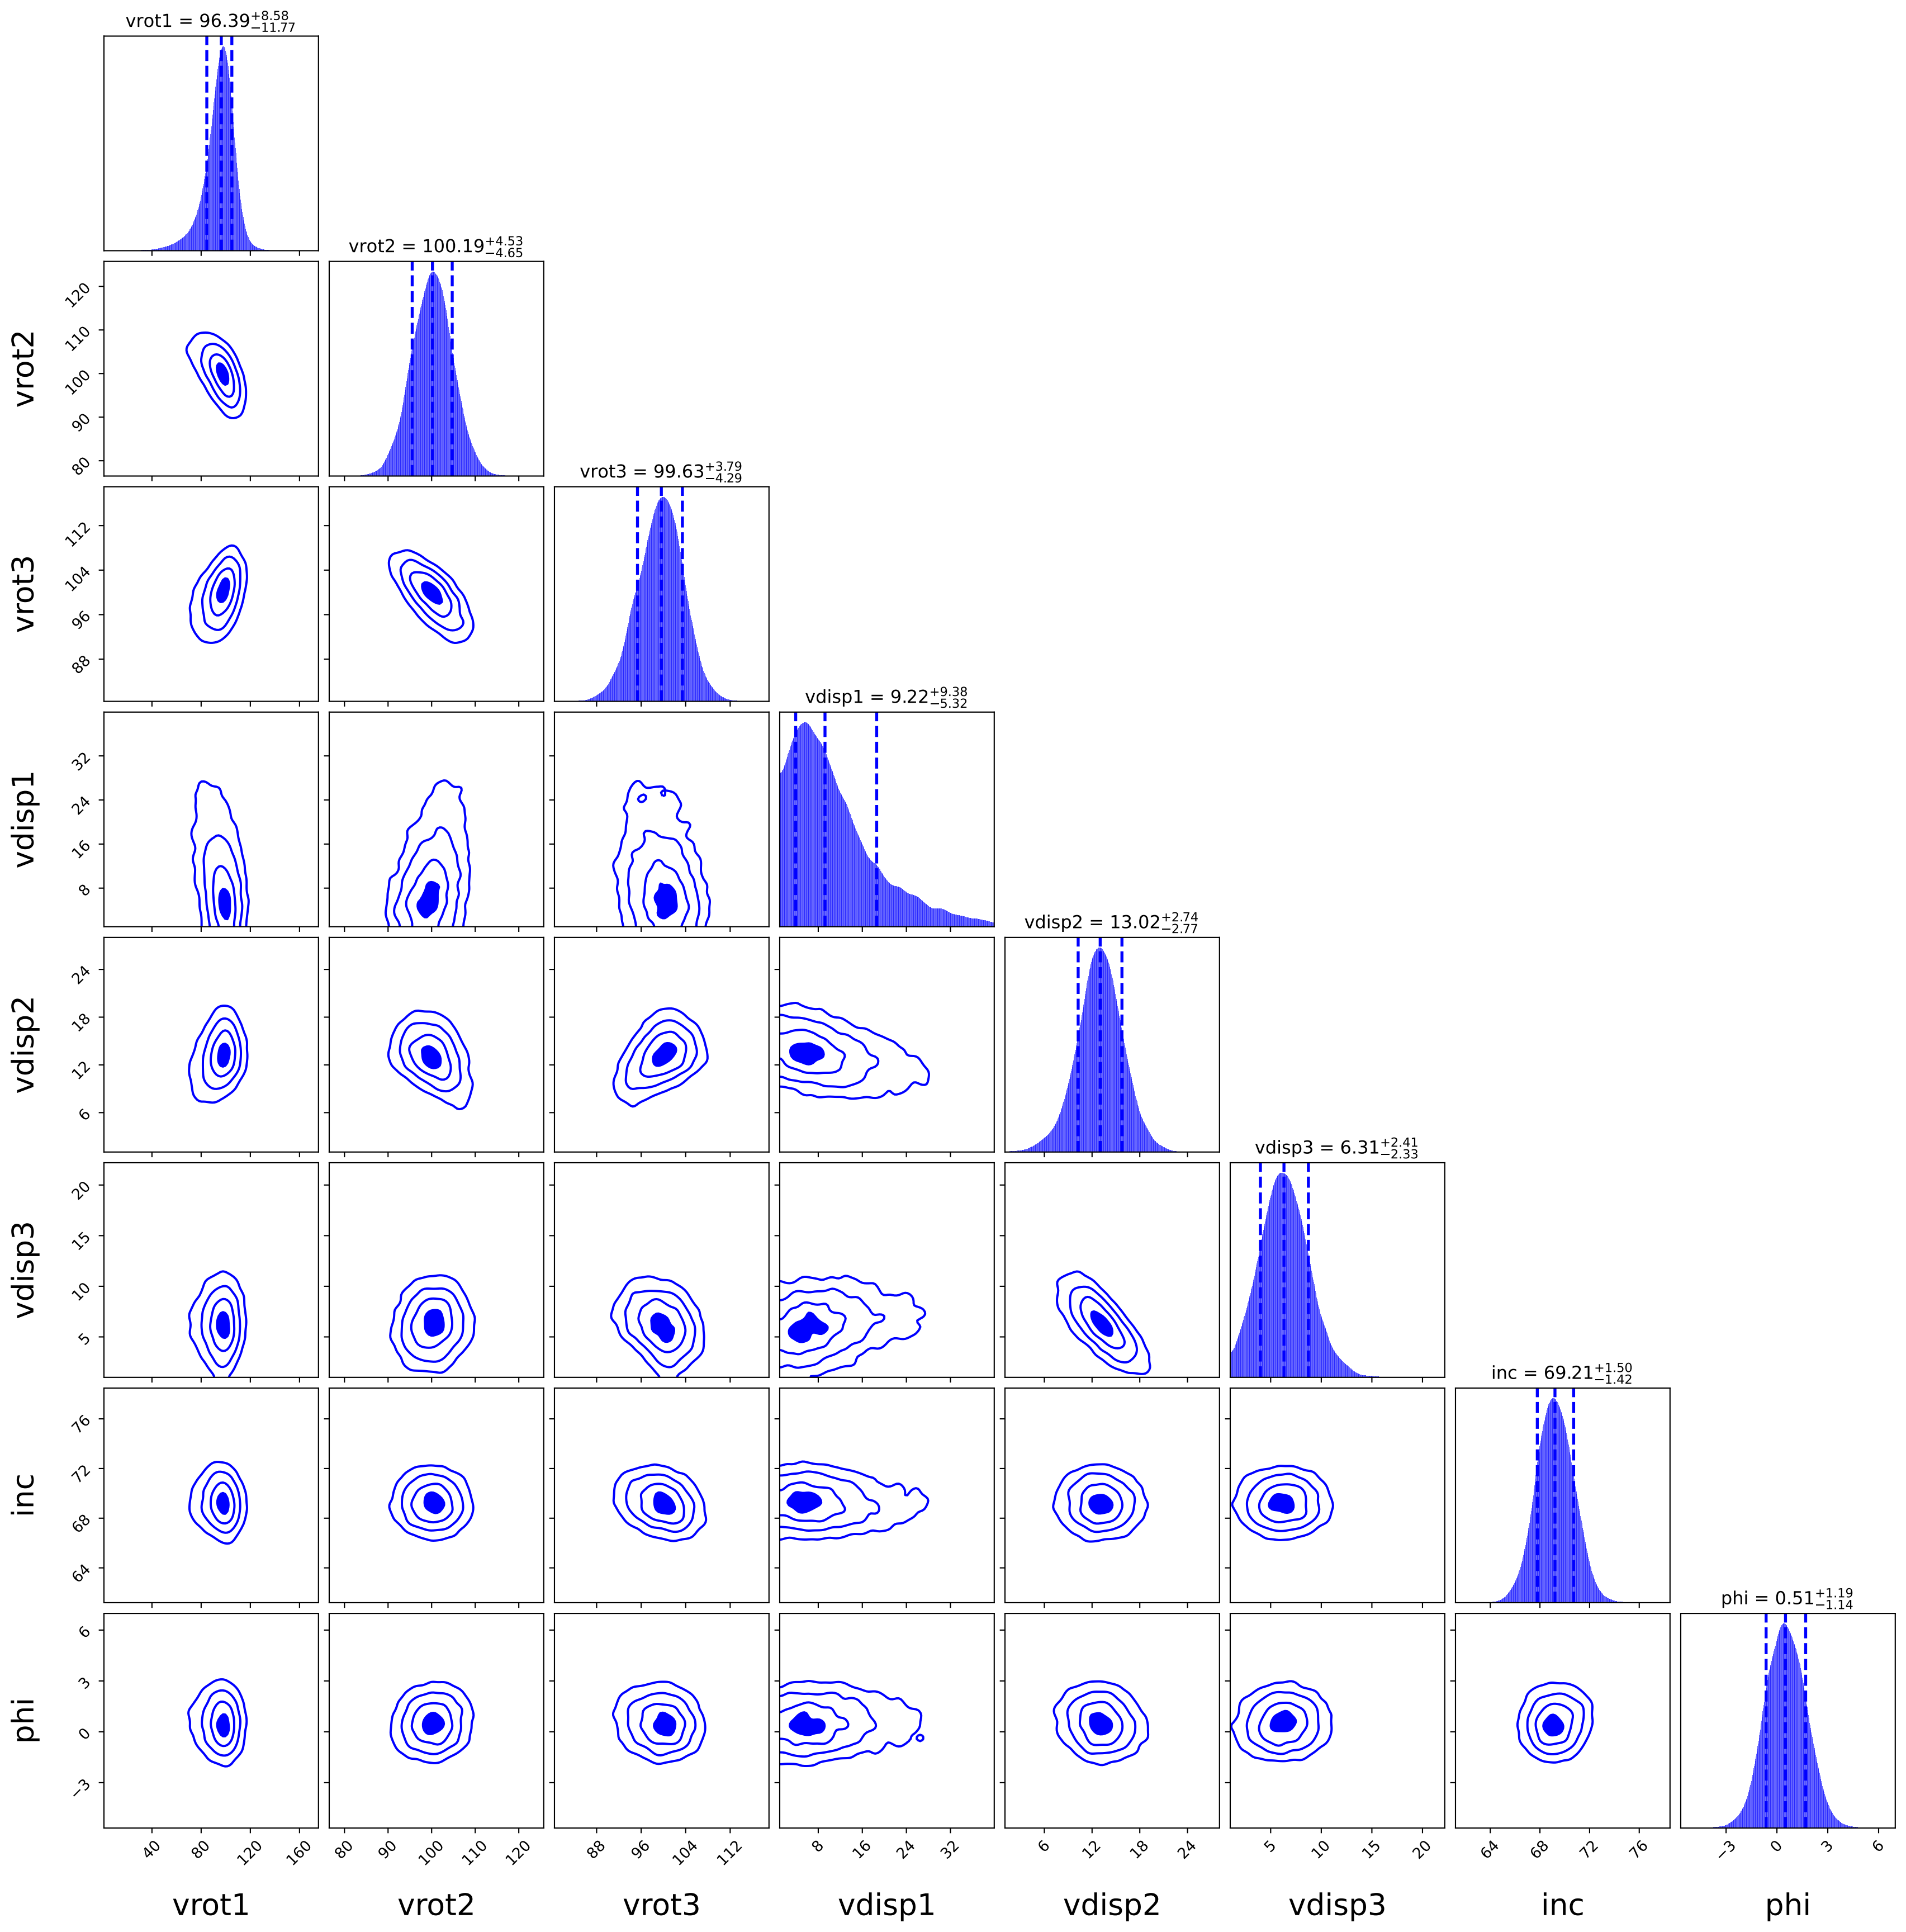 vrot1 = 96.39+8.58−11.77
vrot2 = 100.19+4.53−4.65
vrot2
120
110
100
90
80
vrot3 = 99.63+3.79−4.29
vrot3
112
104
96
88
vdisp1 = 9.22+9.38−5.32
vdisp1
32
24
16
8
vdisp2 = 13.02+2.74−2.77
vdisp2
24
18
12
6
vdisp3 = 6.31+2.41−2.33
vdisp3
20
15
10
5
inc = 69.21+1.50−1.42
inc
76
72
68
64
phi = 0.51+1.19−1.14
phi
6
3
0
−3
40 80 120 160 80 90 100 110 120 88 96 104 112 8 16 24 32 6 12 18 24 5 10 15 20 64 68 72 76 −3 0 3 6
vrot1 vrot2 vrot3 vdisp1 vdisp2 vdisp3 inc phi